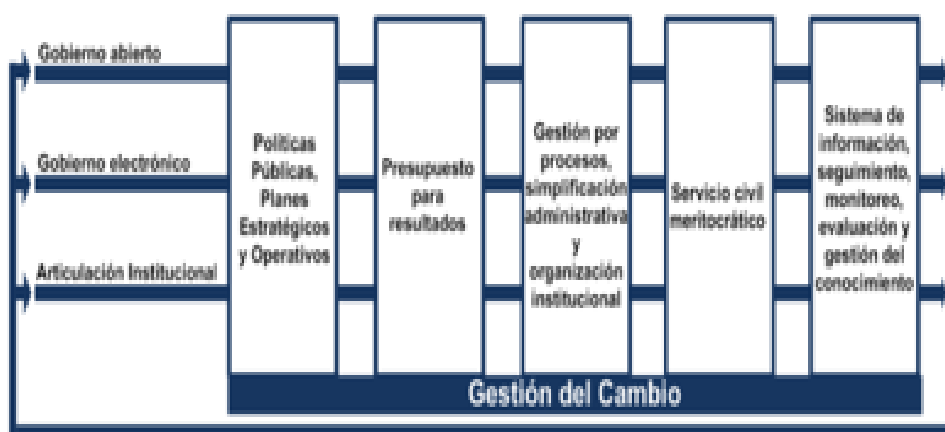 Gobierno abierto
Gobierno electrónico
Articulación Institucional
Políticas
Públicas,
Planes
Estratégicos
y Operativos
Presupuesto
para
resultados
Gestión por
procesos,
simplificación
administrativa
y
organización
institucional
Servicio civil
meritocrático
Sistema de
información,
seguimiento,
monitoreo,
evaluación y
gestión del
conocimiento
Gestión del Cambio